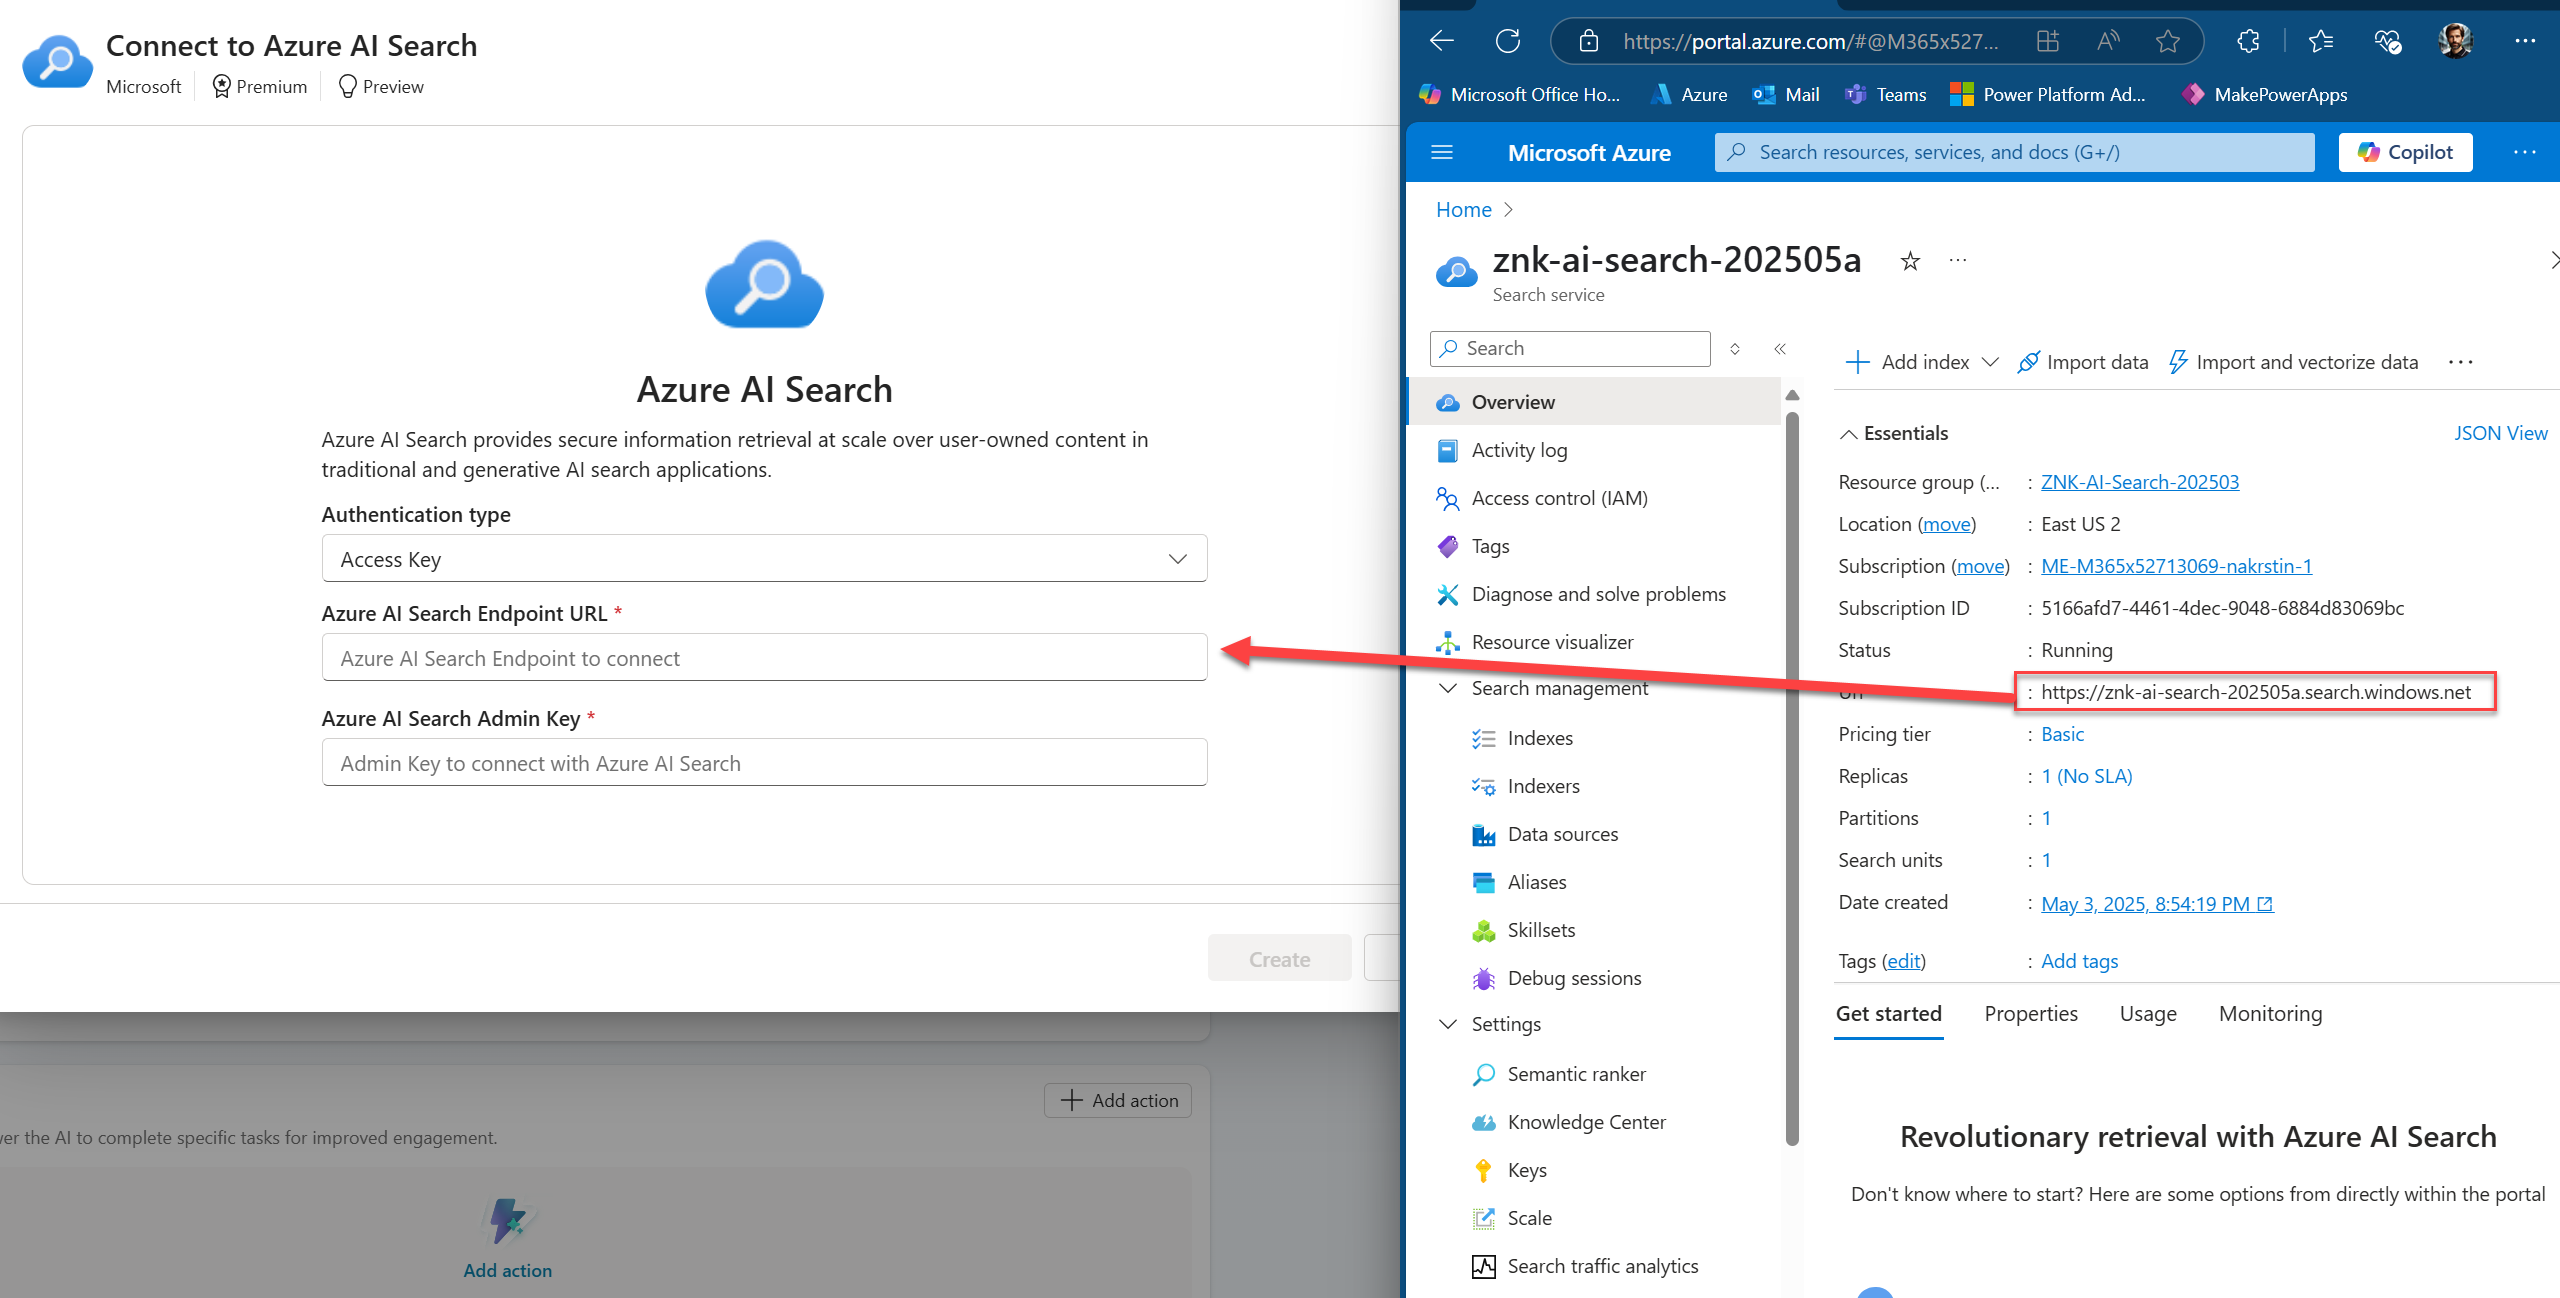 Connect to Azure AI Search
Microsoft
Premium
Preview
Azure AI Search
Azure AI Search provides secure information retrieval at scale over user-owned content in
traditional and generative AI search applications.
Authentication type
Access Key
Azure AI Search Endpoint URL *
Azure AI Search Endpoint to connect
Azure AI Search Admin Key *
Admin Key to connect with Azure AI Search
Create
Add action
the AI to complete specific tasks for improved engagement.
Add action
https://portal.azure.com/#@M365x527...
Microsoft Office Ho...
Azure
Mail
Teams
Power Platform Ad...
MakePowerApps
Microsoft Azure
Search resources, services, and docs (G+/)
Copilot
Home
znk-ai-search-202505a
Search service
Search
Overview
Activity log
Access control (IAM)
Tags
Diagnose and solve problems
Resource visualizer
Search management
Indexes
Indexers
Data sources
Aliases
Skillsets
Debug sessions
Settings
Semantic ranker
Knowledge Center
Keys
Scale
Search traffic analytics
Add index
Import data
Import and vectorize data
Essentials
JSON View
Resource group (... : ZNK-AI-Search-202503
Location (move) : East US 2
Subscription (move) : ME-M365x52713069-nakrstin-1
Subscription ID : 5166afd7-4461-4dec-9048-6884d83069bc
Status : Running
: https://znk-ai-search-202505a.search.windows.net
Pricing tier : Basic
Replicas : 1 (No SLA)
Partitions : 1
Search units : 1
Date created : May 3, 2025, 8:54:19 PM
Tags (edit) : Add tags
Get started
Properties
Usage
Monitoring
Revolutionary retrieval with Azure AI Search
Don't know where to start? Here are some options from directly within the portal